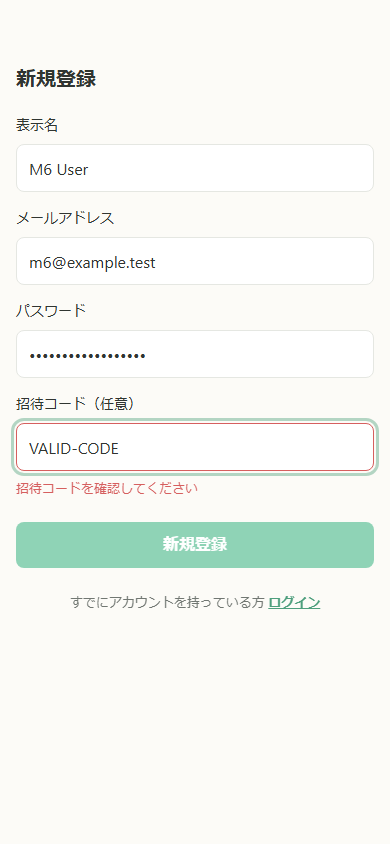 新規登録
表示名
M6 User
メールアドレス
m6@example.test
パスワード
••••••••••••••••••
招待コード（任意）
VALID-CODE
招待コードを確認してください
新規登録
すでにアカウントを持っている方 ログイン